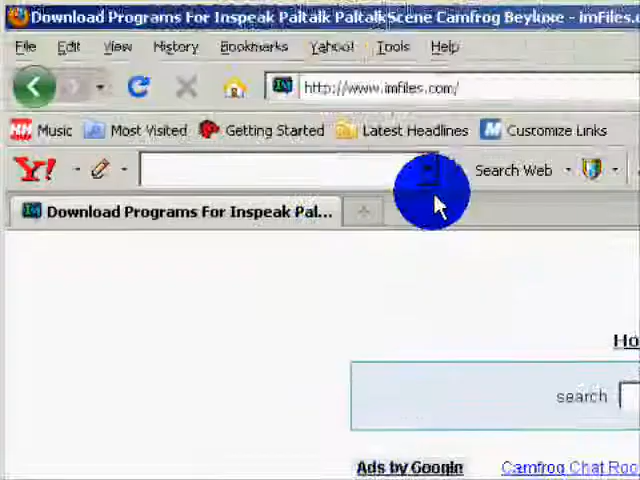 Download Programs For Inspeak Paltalk PaltalkScene Camfrog Beyluxe - imFiles.c
File Edit View History Bookmarks Yahoo! Tools Help
http://www.imfiles.com/
Music Most Visited Getting Started Latest Headlines Customize Links
Y! Search Web
Download Programs For Inspeak Pal...
Ho
search
Ads by Google Camfrog Chat Roo